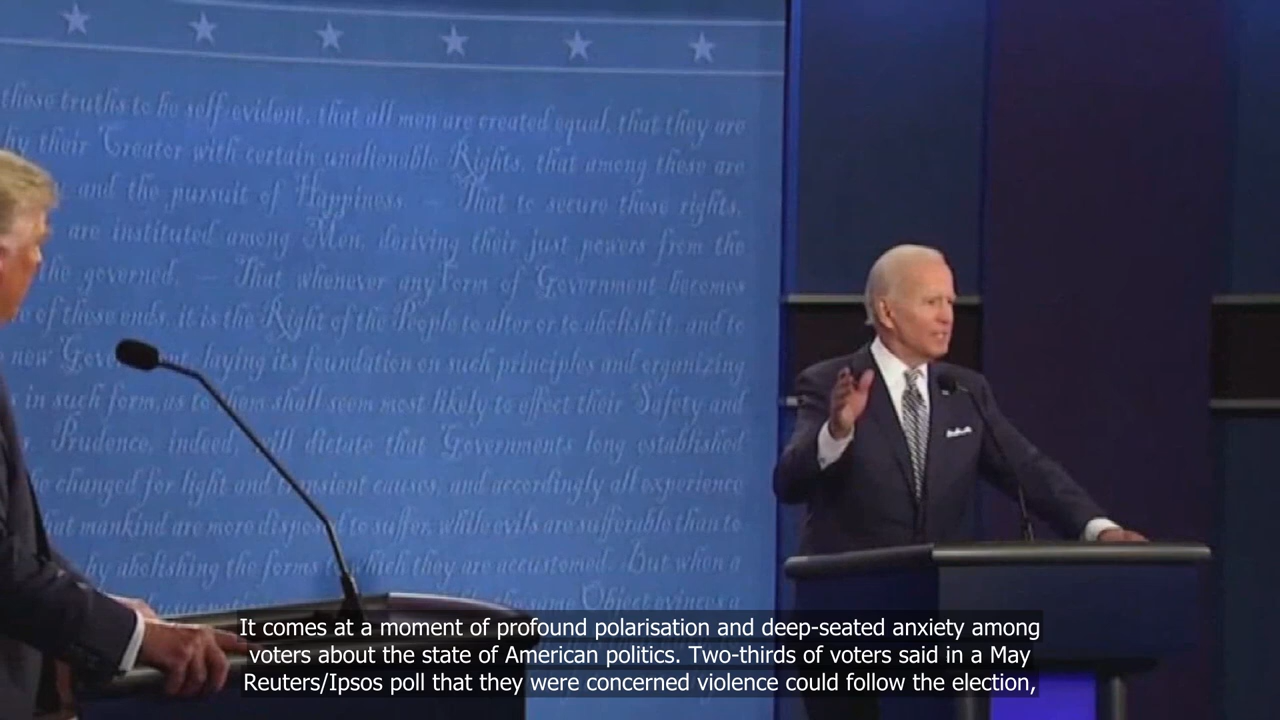 these truths to be self-evident, that all men are created equal, that they are
by their Creator with certain unalienable Rights, that among these are
and the pursuit of Happiness. — That to secure these rights,
are instituted among Men, deriving their just powers from the
the governed. — That whenever any Form of Government becomes
of these ends, it is the Right of the People to alter or to abolish it, and to
new laying its foundation on such principles and organizing
in such form as to them shall seem most likely to effect their Safety and
Prudence, indeed, will dictate that Governments long established
be changed for light and transient causes; and accordingly all experience
that mankind are more disposed to suffer, while evils are sufferable than to
by abolishing the forms to which they are accustomed. But when a
the same Object evinces a
It comes at a moment of profound polarisation and deep-seated anxiety among
voters about the state of American politics. Two-thirds of voters said in a May
Reuters/Ipsos poll that they were concerned violence could follow the election,